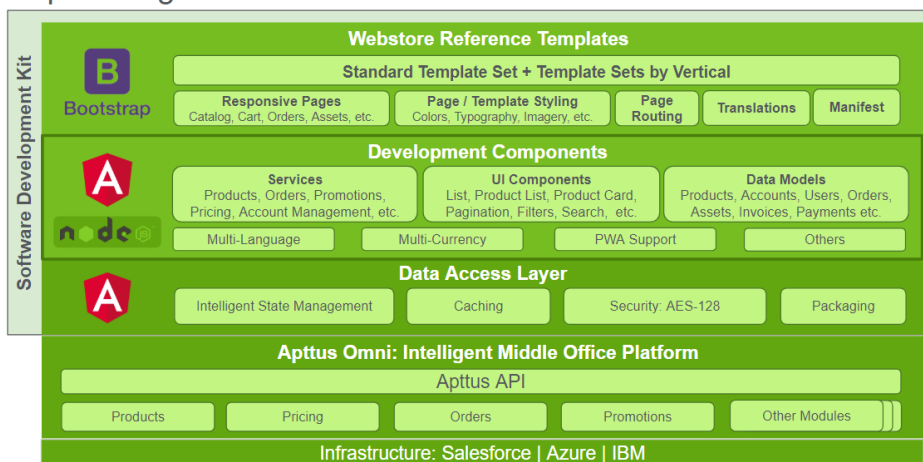 Software Development Kit
Webstore Reference Templates
B
Bootstrap
Standard Template Set + Template Sets by Vertical
Responsive Pages
Catalog, Cart, Orders, Assets, etc.
Page / Template Styling
Colors, Typography, Imagery, etc.
Page
Routing
Translations
Manifest
Development Components
A
node
JS
Services
Products, Orders, Promotions,
Pricing, Account Management, etc.
UI Components
List, Product List, Product Card,
Pagination, Filters, Search, etc.
Data Models
Products, Accounts, Users, Orders,
Assets, Invoices, Payments etc.
Multi-Language
Multi-Currency
PWA Support
Others
Data Access Layer
A
Intelligent State Management
Caching
Security: AES-128
Packaging
Apttus Omni: Intelligent Middle Office Platform
Apttus API
Products
Pricing
Orders
Promotions
Other Modules
Infrastructure: Salesforce | Azure | IBM